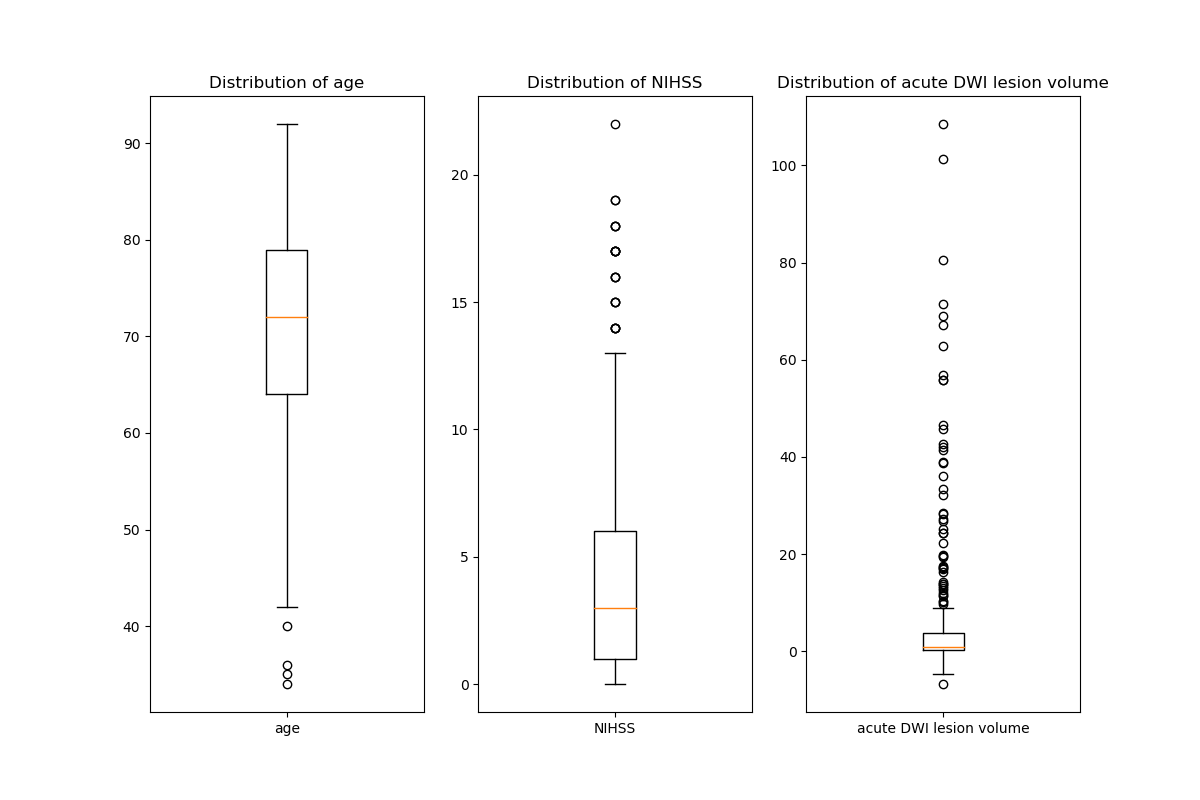 Distribution of age
90
80
70
60
50
40
age
Distribution of NIHSS
20
15
10
5
0
NIHSS
Distribution of acute DWI lesion volume
100
80
60
40
20
0
acute DWI lesion volume